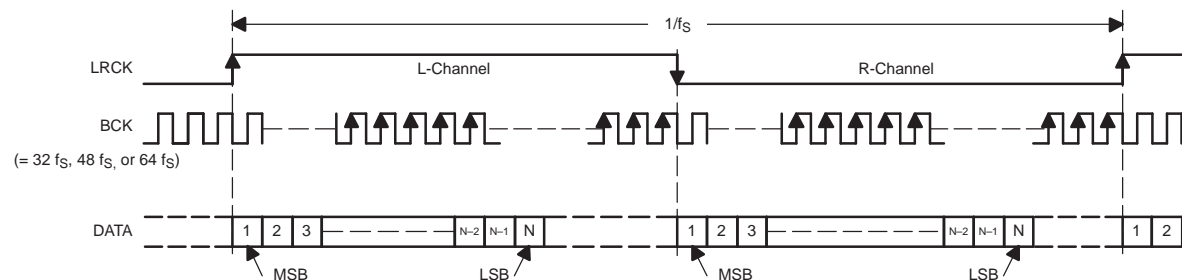 1/fS
LRCK
L-Channel
R-Channel
BCK
(= 32 fS, 48 fS, or 64 fS)
DATA
1 2 3 N–2 N–1 N 1 2 3 N–2 N–1 N 1 2
MSB LSB MSB LSB